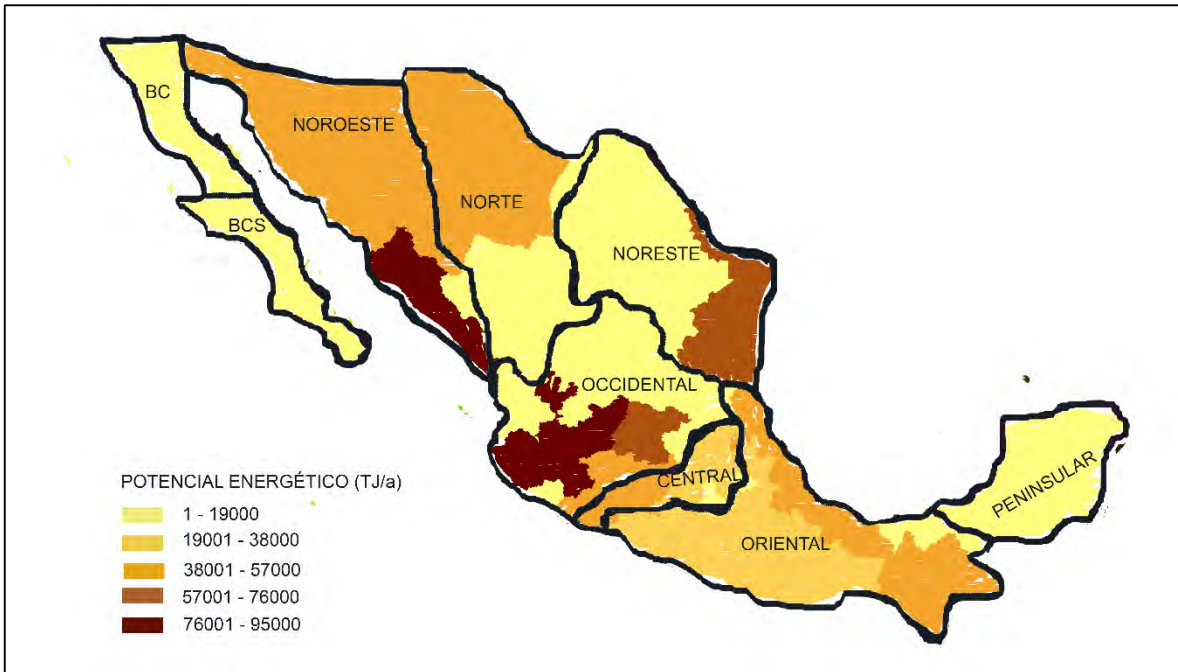 BC
NOROESTE
NORTE
BCS
NORESTE
OCCIDENTAL
CENTRAL
PENINSULAR
ORIENTAL
POTENCIAL ENERGÉTICO (TJ/a)
1 - 19000
19001 - 38000
38001 - 57000
57001 - 76000
76001 - 95000